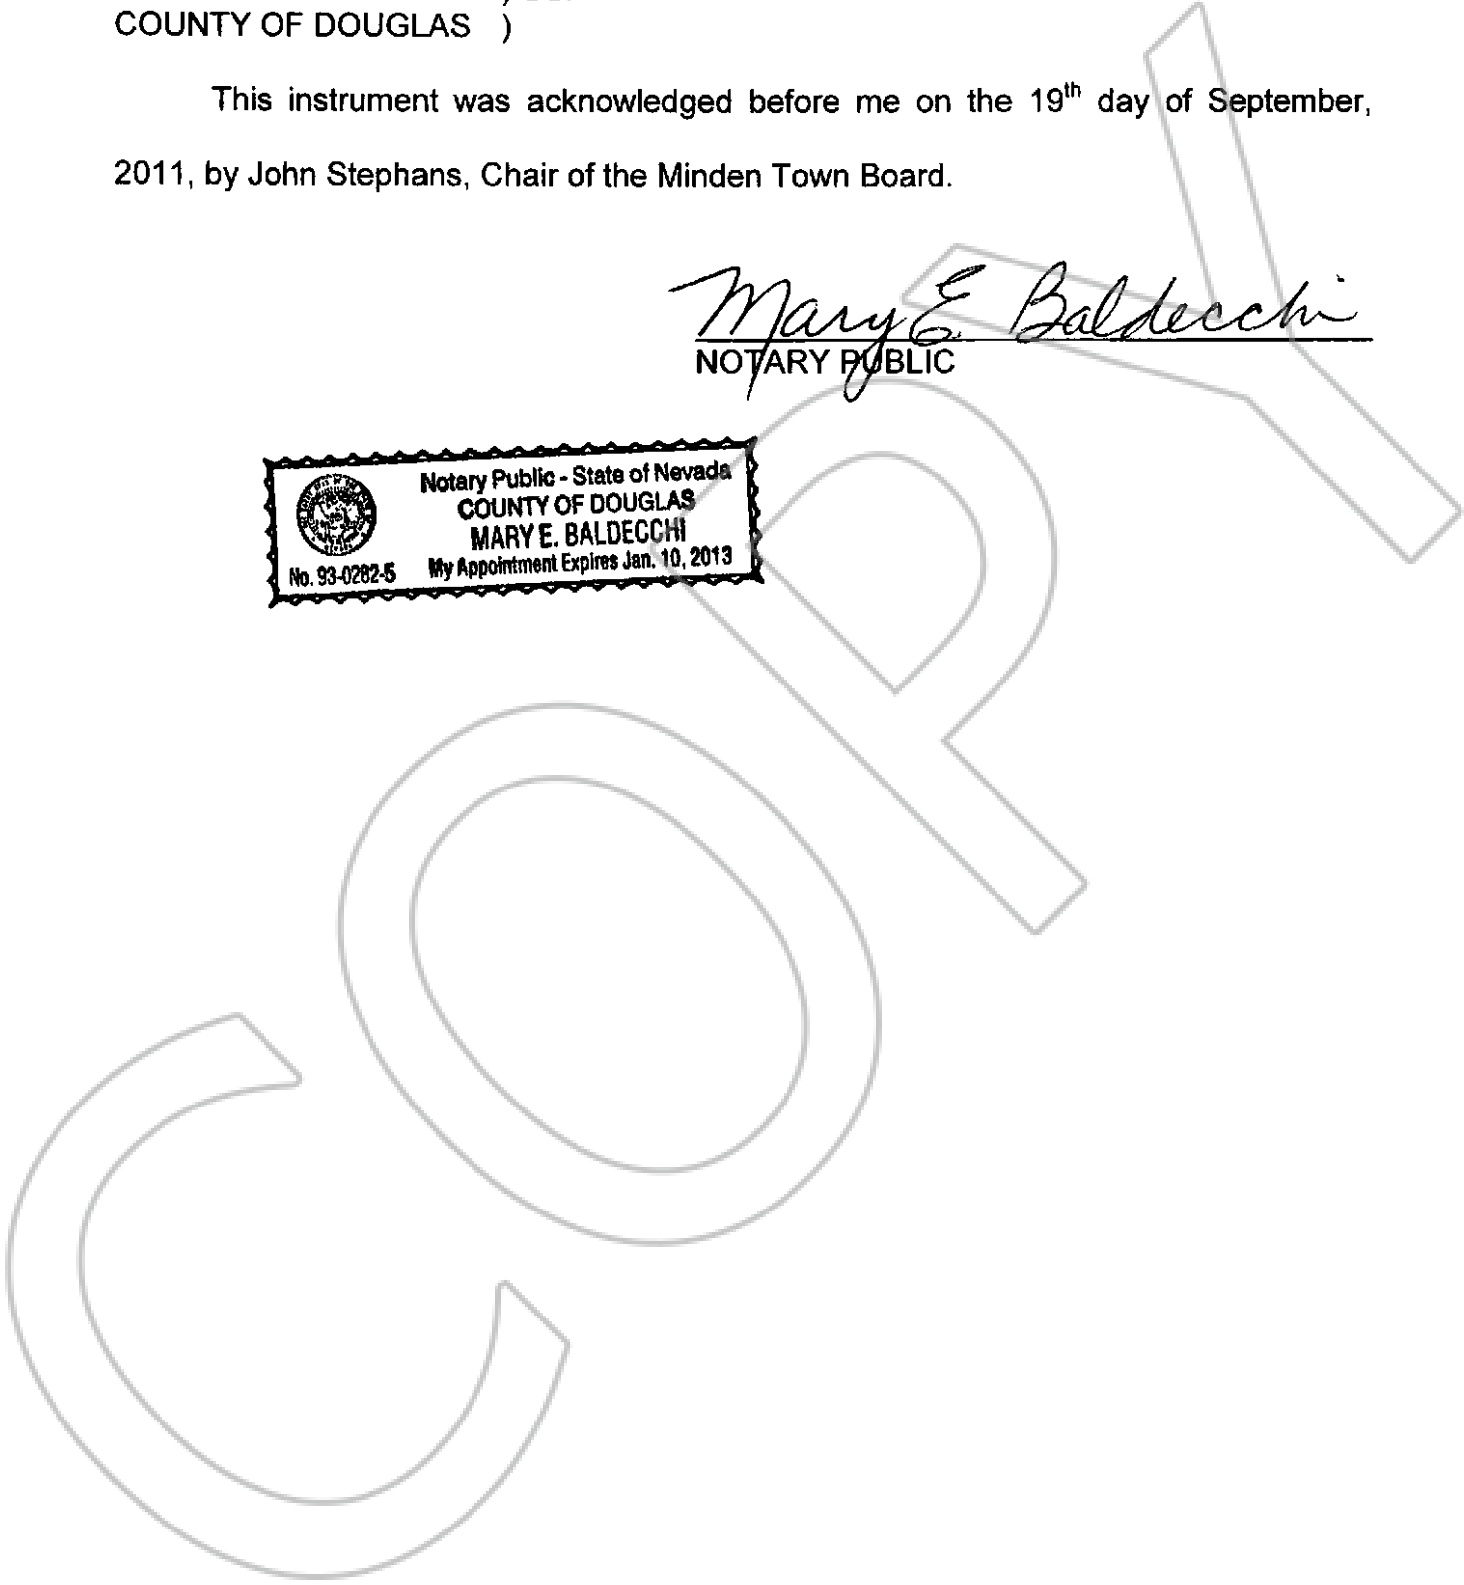 COUNTY OF DOUGLAS )
This instrument was acknowledged before me on the 19th day of September,
2011, by John Stephans, Chair of the Minden Town Board.
Mary E. Baldecchi
NOTARY PUBLIC
Notary Public - State of Nevada
COUNTY OF DOUGLAS
MARY E. BALDECCHI
No. 93-0282-5 My Appointment Expires Jan. 10, 2013
COPY